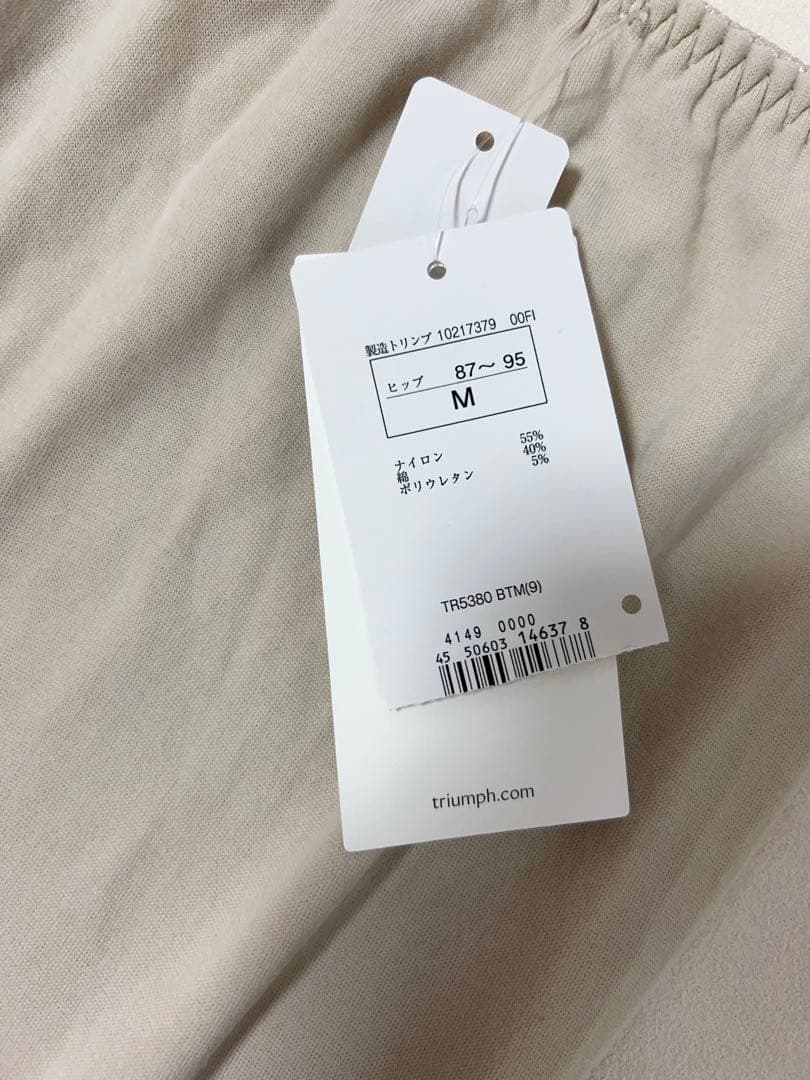 製造トリンプ 10217379 00FI
ヒップ 87〜 95
M
ナイロン 55%
綿 40%
ポリウレタン 5%
TR5380 BTM(9)
4149 0000
45 50603 14637 8
triumph.com